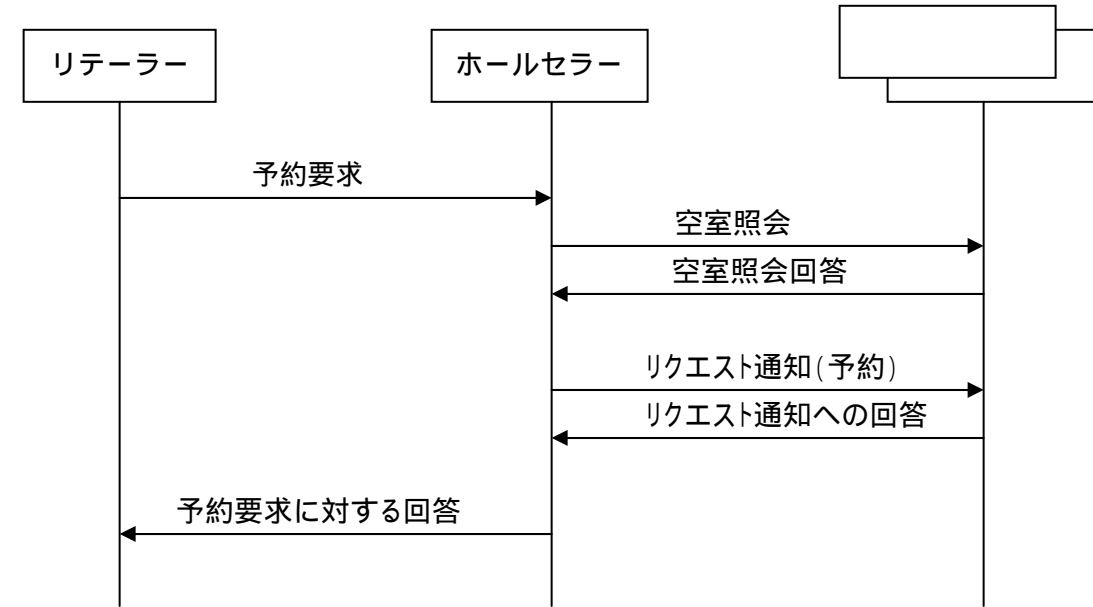 リテーラー
ホールセラー
予約要求
空室照会
空室照会回答
リクエスト通知(予約)
リクエスト通知への回答
予約要求に対する回答